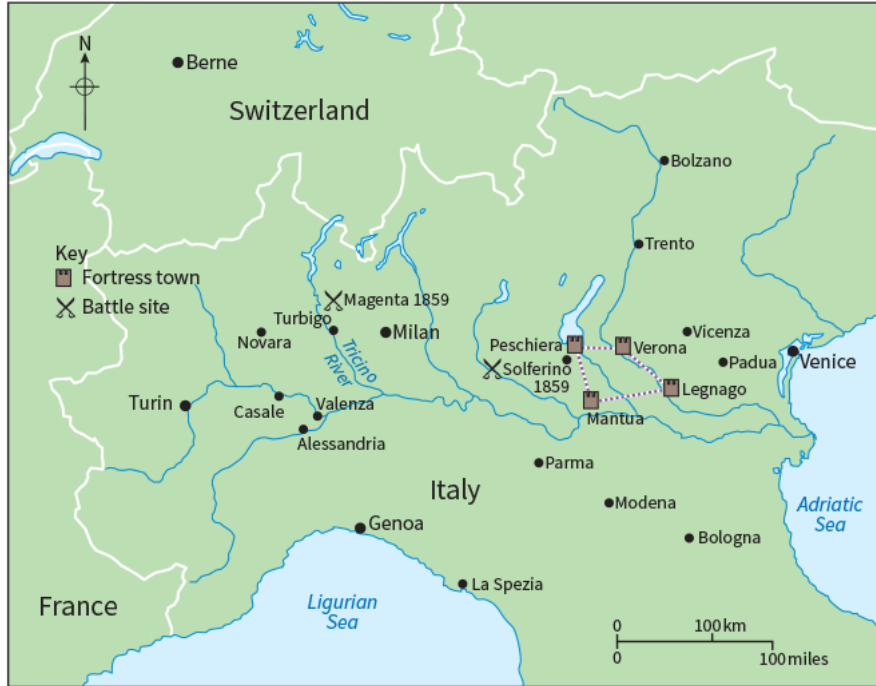 N
Berne
Switzerland
Bolzano
Trento
Key
Fortress town
Battle site
Magenta 1859
Turbigo
Novara
Milan
Tricino
River
Peschiera
Verona
Vicenza
Padua
Venice
Solferino
1859
Legnago
Mantua
Turin
Casale
Valenza
Alessandria
Parma
Italy
Modena
Adriatic
Sea
Genoa
Bologna
La Spezia
France
Ligurian
Sea
0 100 km
0 100 miles